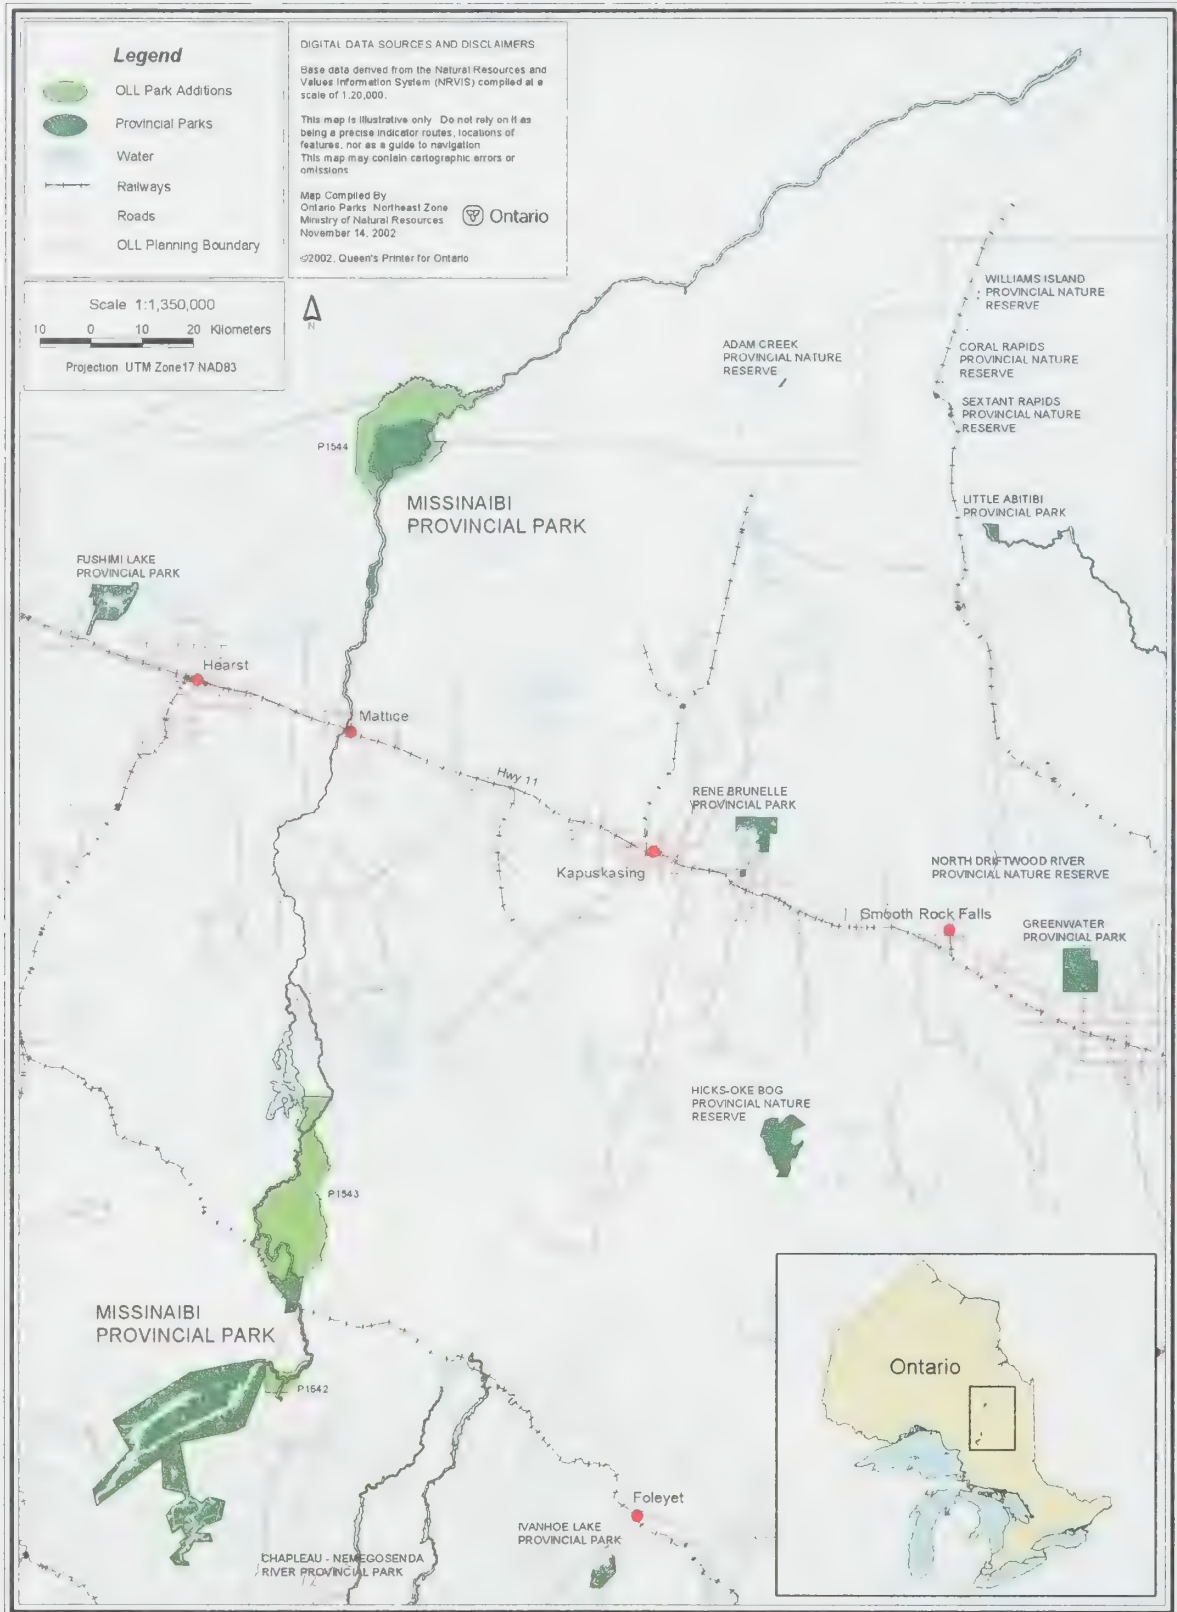 Legend
OLL Park Additions
Provincial Parks
Water
Railways
Roads
OLL Planning Boundary
DIGITAL DATA SOURCES AND DISCLAIMERS
Base data derived from the Natural Resources and
Values Information System (NRVIS) compiled at a
scale of 1:20,000.
This map is illustrative only Do not rely on it as
being a precise indicator routes, locations of
features, nor as a guide to navigation
This map may contain cartographic errors or
omissions
Map Compiled By
Ontario Parks Northeast Zone
Ministry of Natural Resources
November 14, 2002
Ontario
©2002, Queen's Printer for Ontario
Scale 1:1,350,000
10 0 10 20 Kilometers
Projection UTM Zone17 NAD83
N
WILLIAMS ISLAND
PROVINCIAL NATURE
RESERVE
ADAM CREEK
PROVINCIAL NATURE
RESERVE
CORAL RAPIDS
PROVINCIAL NATURE
RESERVE
SEXTANT RAPIDS
PROVINCIAL NATURE
RESERVE
P1544
MISSINAIBI
PROVINCIAL PARK
LITTLE ABITIBI
PROVINCIAL PARK
FUSHIMI LAKE
PROVINCIAL PARK
Hearst
Mattice
Hwy 11
RENE BRUNELLE
PROVINCIAL PARK
Kapuskasing
NORTH DRIFTWOOD RIVER
PROVINCIAL NATURE RESERVE
Smooth Rock Falls
GREENWATER
PROVINCIAL PARK
HICKS-OKE BOG
PROVINCIAL NATURE
RESERVE
P1543
MISSINAIBI
PROVINCIAL PARK
P1542
Ontario
Foleyet
IVANHOE LAKE
PROVINCIAL PARK
CHAPLEAU - NEMEGOSENDA
RIVER PROVINCIAL PARK
12